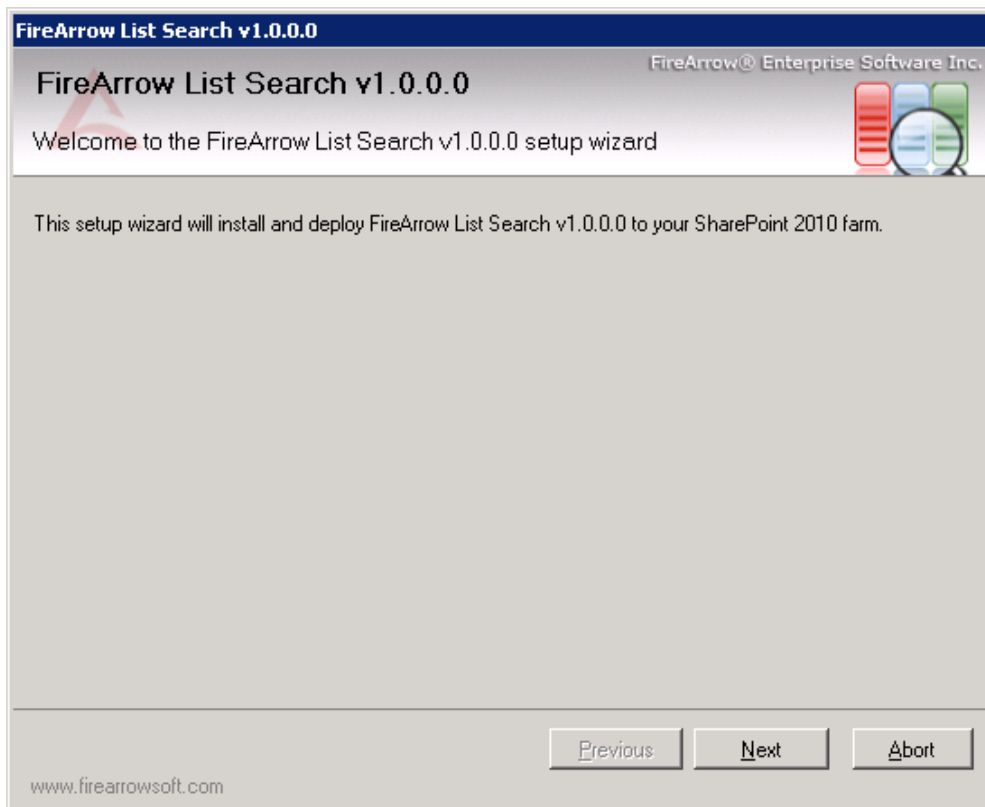 FireArrow List Search v1.0.0.0
FireArrow® Enterprise Software Inc.
FireArrow List Search v1.0.0.0
Welcome to the FireArrow List Search v1.0.0.0 setup wizard
This setup wizard will install and deploy FireArrow List Search v1.0.0.0 to your SharePoint 2010 farm.
Previous Next Abort
www.firearrowsoft.com